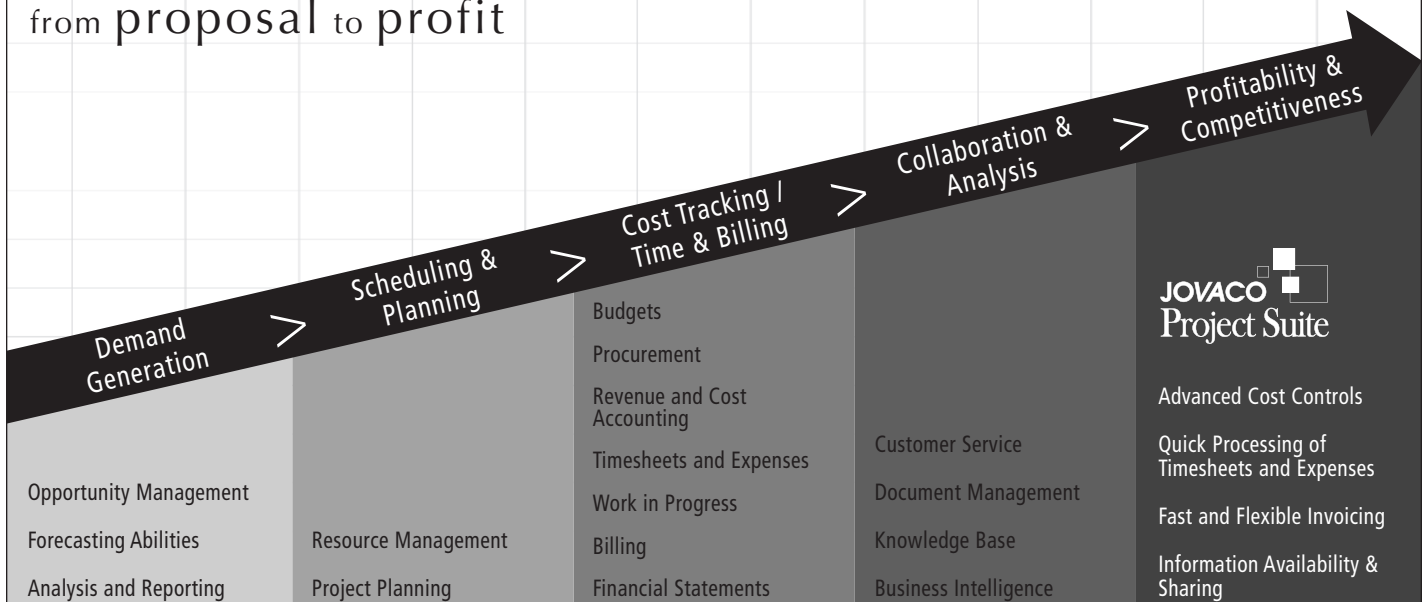 from proposal to profit
Demand
Generation
>
Scheduling &
Planning
>
Cost Tracking /
Time & Billing
>
Collaboration &
Analysis
>
Profitability &
Competitiveness
Opportunity Management
Forecasting Abilities
Analysis and Reporting
Resource Management
Project Planning
Budgets
Procurement
Revenue and Cost
Accounting
Timesheets and Expenses
Work in Progress
Billing
Financial Statements
Customer Service
Document Management
Knowledge Base
Business Intelligence
JOVACO
Project Suite
Advanced Cost Controls
Quick Processing of
Timesheets and Expenses
Fast and Flexible Invoicing
Information Availability &
Sharing